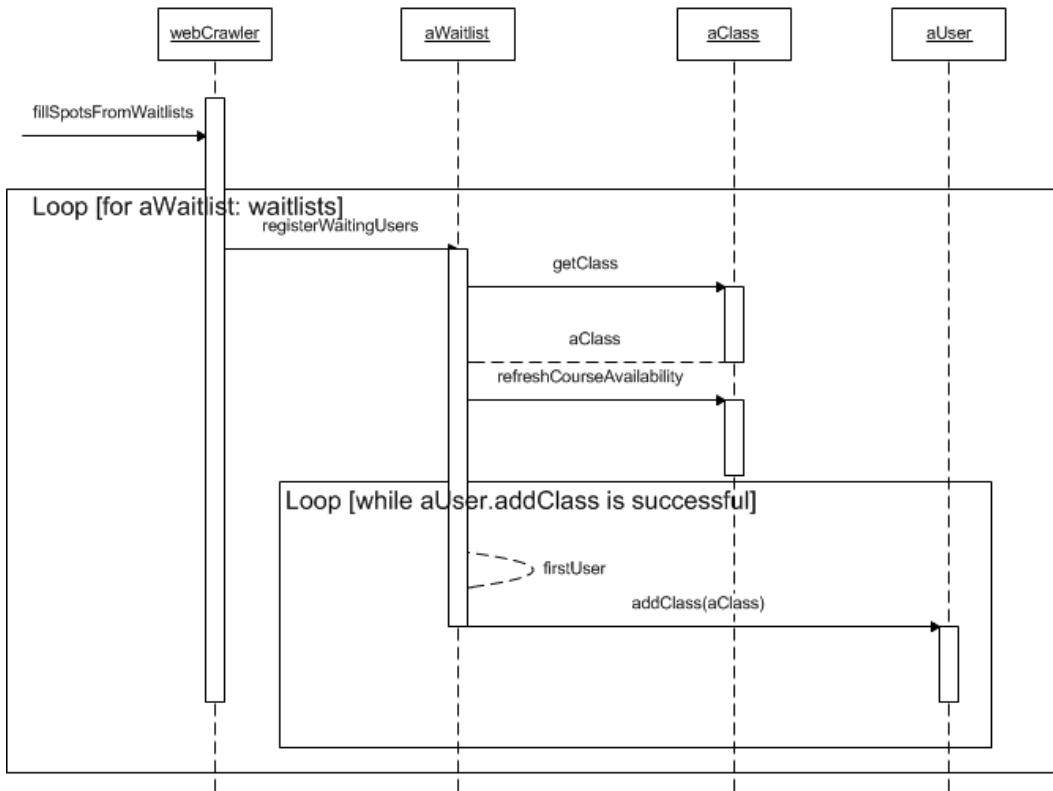 webCrawler
aWaitlist
aClass
aUser
fillSpotsFromWaitlists
Loop [for aWaitlist: waitlists]
registerWaitingUsers
getClass
aClass
refreshCourseAvailability
Loop [while aUser.addClass is successful]
firstUser
addClass(aClass)